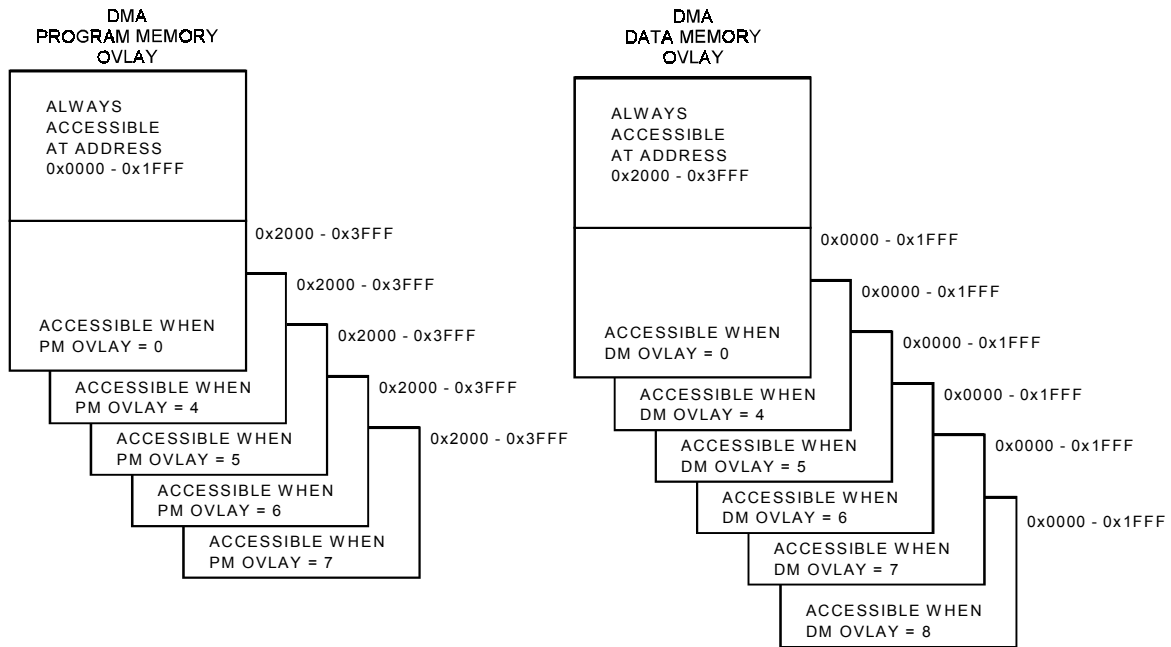 DMA
PROGRAM MEMORY
OVLAY
ALWAYS
ACCESSIBLE
AT ADDRESS
0x0000 - 0x1FFF
0x2000 - 0x3FFF
0x2000 - 0x3FFF
0x2000 - 0x3FFF
0x2000 - 0x3FFF
0x2000 - 0x3FFF
ACCESSIBLE WHEN
PM OVLAY = 0
ACCESSIBLE WHEN
PM OVLAY = 4
ACCESSIBLE WHEN
PM OVLAY = 5
ACCESSIBLE WHEN
PM OVLAY = 6
ACCESSIBLE WHEN
PM OVLAY = 7
DMA
DATA MEMORY
OVLAY
ALWAYS
ACCESSIBLE
AT ADDRESS
0x2000 - 0x3FFF
0x0000 - 0x1FFF
0x0000 - 0x1FFF
0x0000 - 0x1FFF
0x0000 - 0x1FFF
0x0000 - 0x1FFF
0x0000 - 0x1FFF
ACCESSIBLE WHEN
DM OVLAY = 0
ACCESSIBLE WHEN
DM OVLAY = 4
ACCESSIBLE WHEN
DM OVLAY = 5
ACCESSIBLE WHEN
DM OVLAY = 6
ACCESSIBLE WHEN
DM OVLAY = 7
ACCESSIBLE WHEN
DM OVLAY = 8